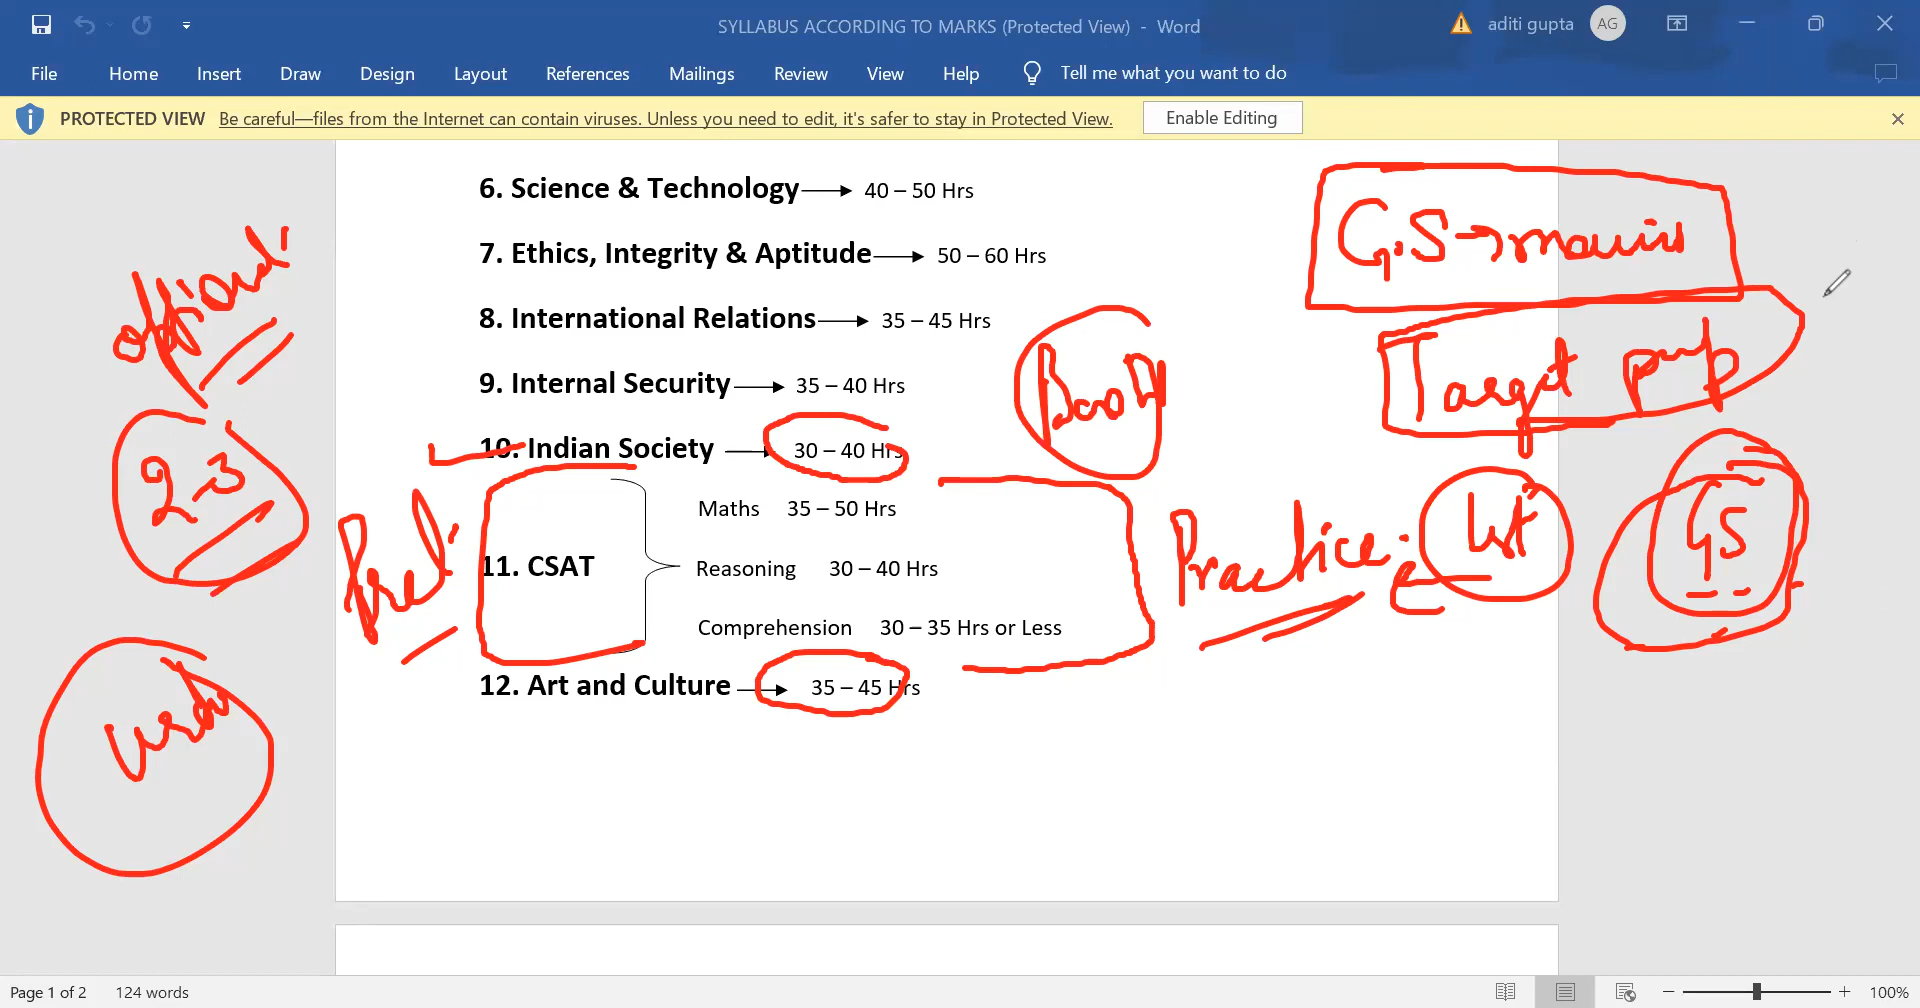 SYLLABUS ACCORDING TO MARKS (Protected View) - Word
aditi gupta AG
File Home Insert Draw Design Layout References Mailings Review View Help Tell me what you want to do
PROTECTED VIEW Be careful—files from the Internet can contain viruses. Unless you need to edit, it's safer to stay in Protected View. Enable Editing
6. Science & Technology 40 – 50 Hrs
G.S
7. Ethics, Integrity & Aptitude 50 – 60 Hrs
8. International Relations 35 – 45 Hrs
Target prep
9. Internal Security 35 – 40 Hrs
Book
10. Indian Society 30 – 40 Hrs
2-3
Maths 35 – 50 Hrs
Practice
GS
11. CSAT
Reasoning 30 – 40 Hrs
Comprehension 30 – 35 Hrs or Less
12. Art and Culture 35 – 45 Hrs
Page 1 of 2 124 words 100%